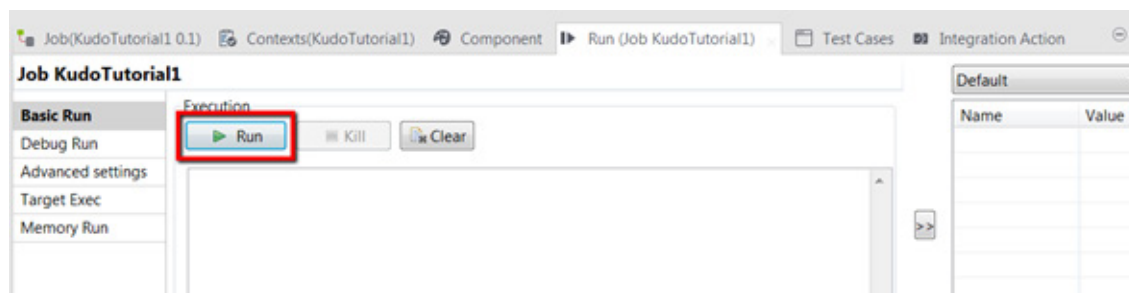 Job(KudoTutorial1 0.1) Contexts(KudoTutorial1) Component Run (Job KudoTutorial1) Test Cases Integration Action
Job KudoTutorial1
Default
Basic Run
Debug Run
Advanced settings
Target Exec
Memory Run
Execution
Run Kill Clear
>>
Name Value